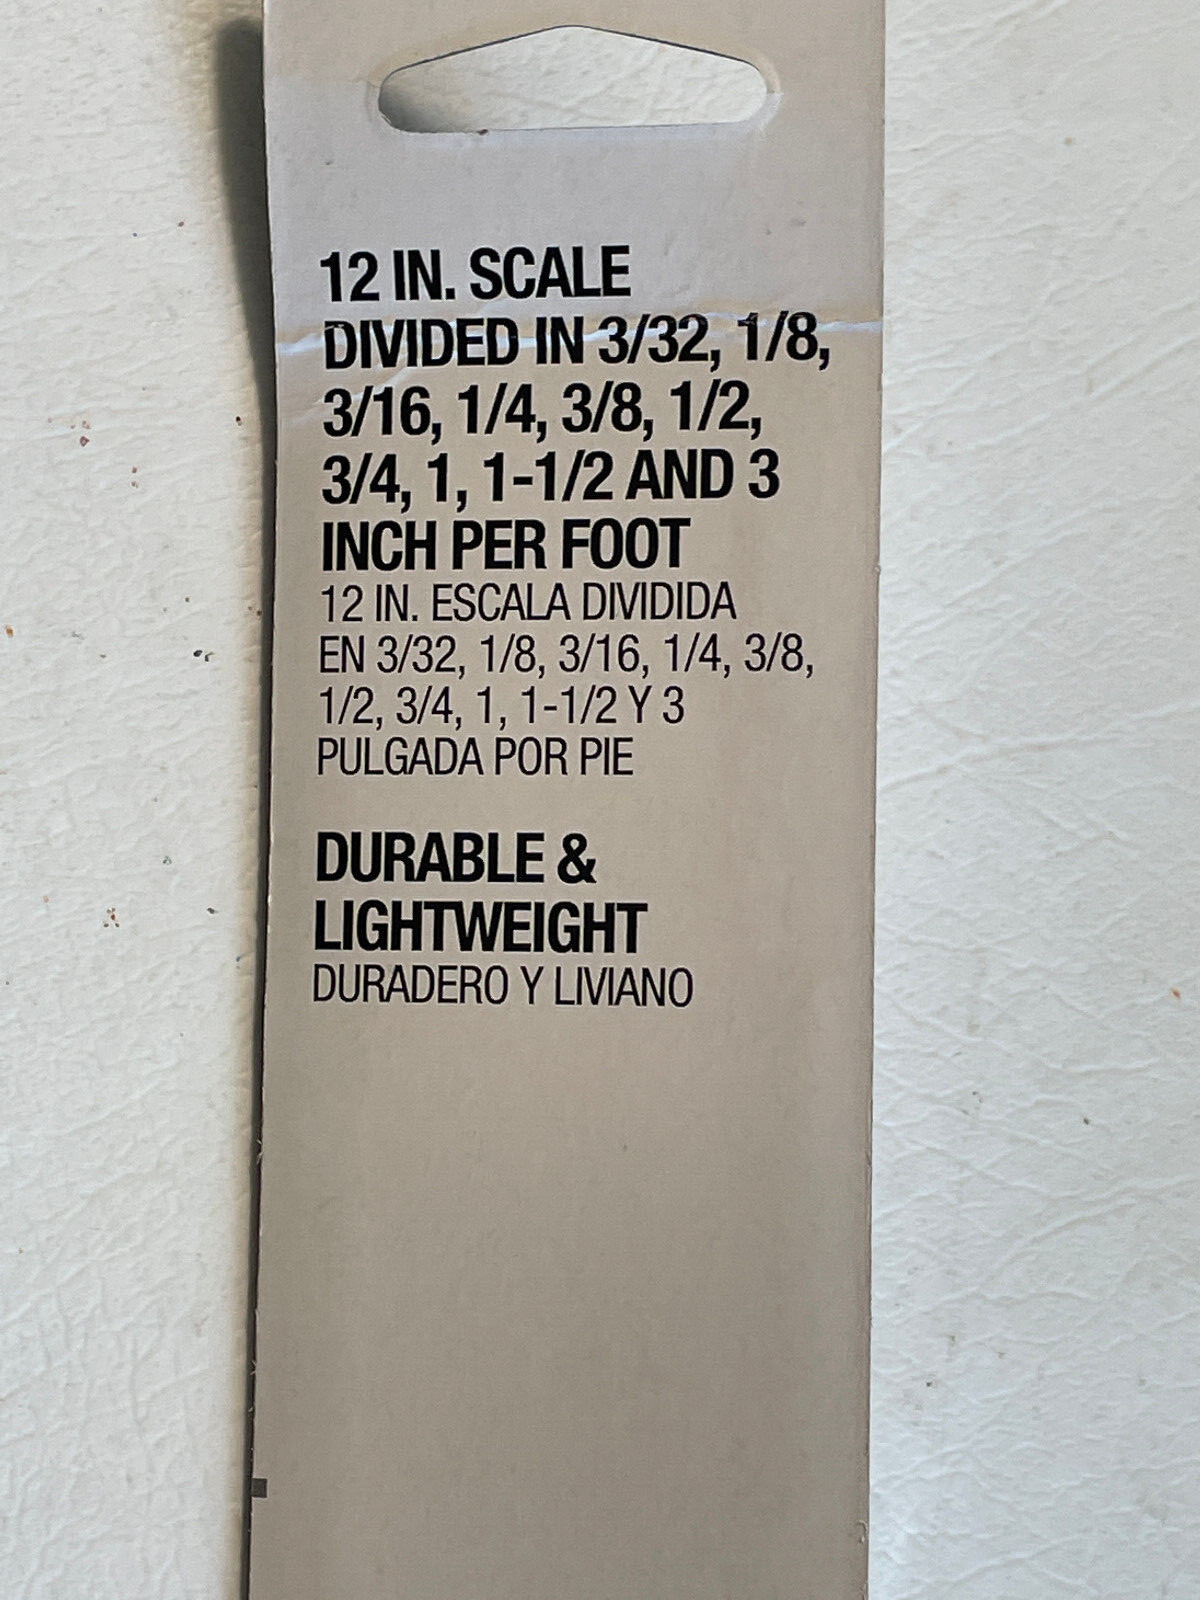 12 IN. SCALE
DIVIDED IN 3/32, 1/8,
3/16, 1/4, 3/8, 1/2,
3/4, 1, 1-1/2 AND 3
INCH PER FOOT
12 IN. ESCALA DIVIDIDA
EN 3/32, 1/8, 3/16, 1/4, 3/8,
1/2, 3/4, 1, 1-1/2 Y 3
PULGADA POR PIE
DURABLE &
LIGHTWEIGHT
DURADERO Y LIVIANO